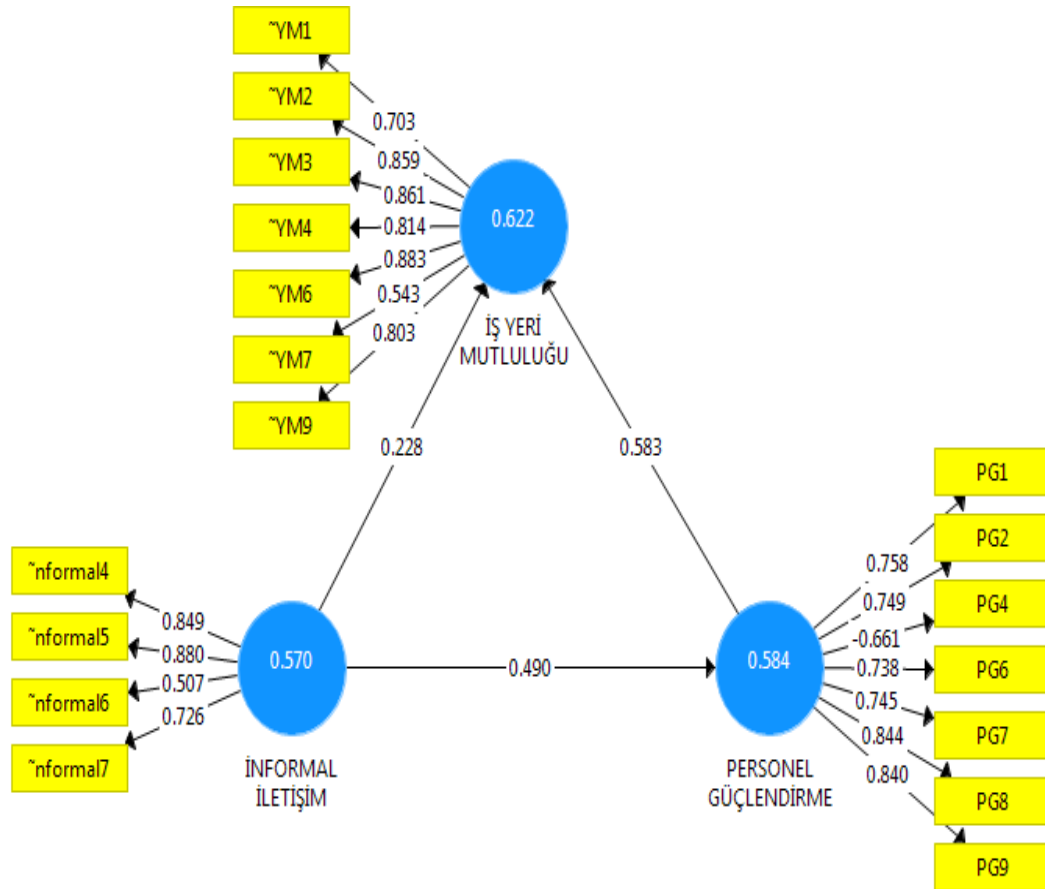 ~YM1
~YM2
~YM3
~YM4
~YM6
~YM7
~YM9
0.703
0.859
0.861
0.814
0.883
0.543
0.803
0.622
İŞ YERİ
MUTLULUĞU
0.228
0.583
~nformal4
~nformal5
~nformal6
~nformal7
0.849
0.880
0.507
0.726
0.570
İNFORMAL
İLETİŞİM
0.490
0.584
PERSONEL
GÜÇLENDİRME
0.758
0.749
-0.661
0.738
0.745
0.844
0.840
PG1
PG2
PG4
PG6
PG7
PG8
PG9